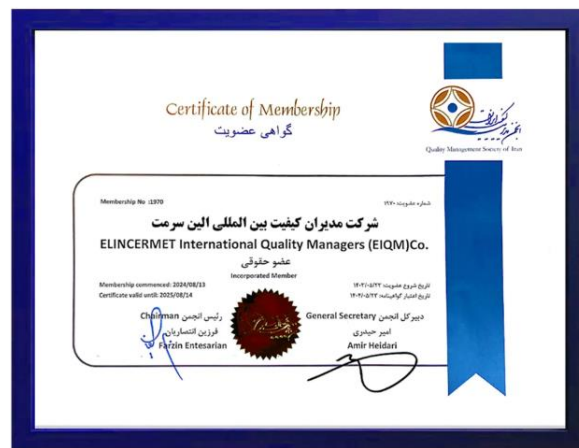 Certificate of Membership
گواهی عضویت
Quality Management Society of Iran
Membership No :1970
شماره عضویت: ۱۹۷۰
شرکت مدیران کیفیت بین المللی الین سرمت
ELINCERMET International Quality Managers (EIQM)Co.
عضو حقوقی
Incorporated Member
Membership commenced: 2024/08/13
تاریخ شروع عضویت: ۱۴۰۳/۰۵/۲۳
Certificate valid until: 2025/08/14
تاریخ اعتبار گواهینامه: ۱۴۰۴/۰۵/۲۳
Chairman رئیس انجمن
General Secretary دبیر کل انجمن
فرزین انتصاریان
امیر حیدری
Farzin Entesarian
Amir Heidari